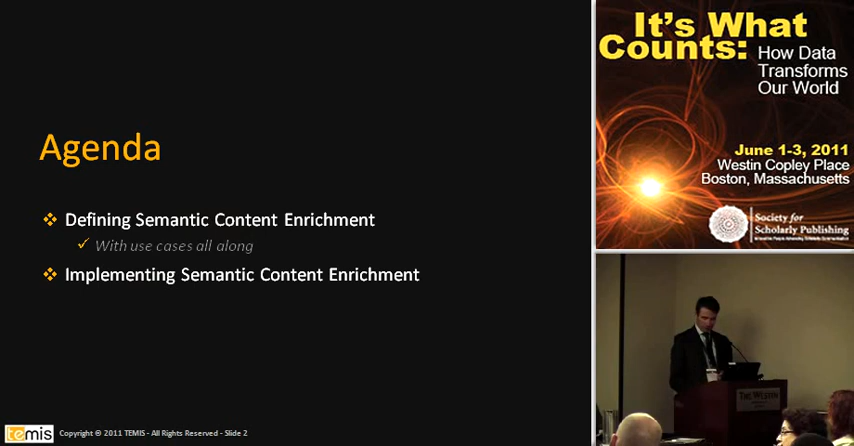 Agenda
Defining Semantic Content Enrichment
With use cases all along
Implementing Semantic Content Enrichment
temis
Copyright © 2011 TEMIS - All Rights Reserved - Slide 2
It's What
Counts:
How Data
Transforms
Our World
June 1-3, 2011
Westin Copley Place
Boston, Massachusetts
Society for
Scholarly Publishing
THE WESTIN